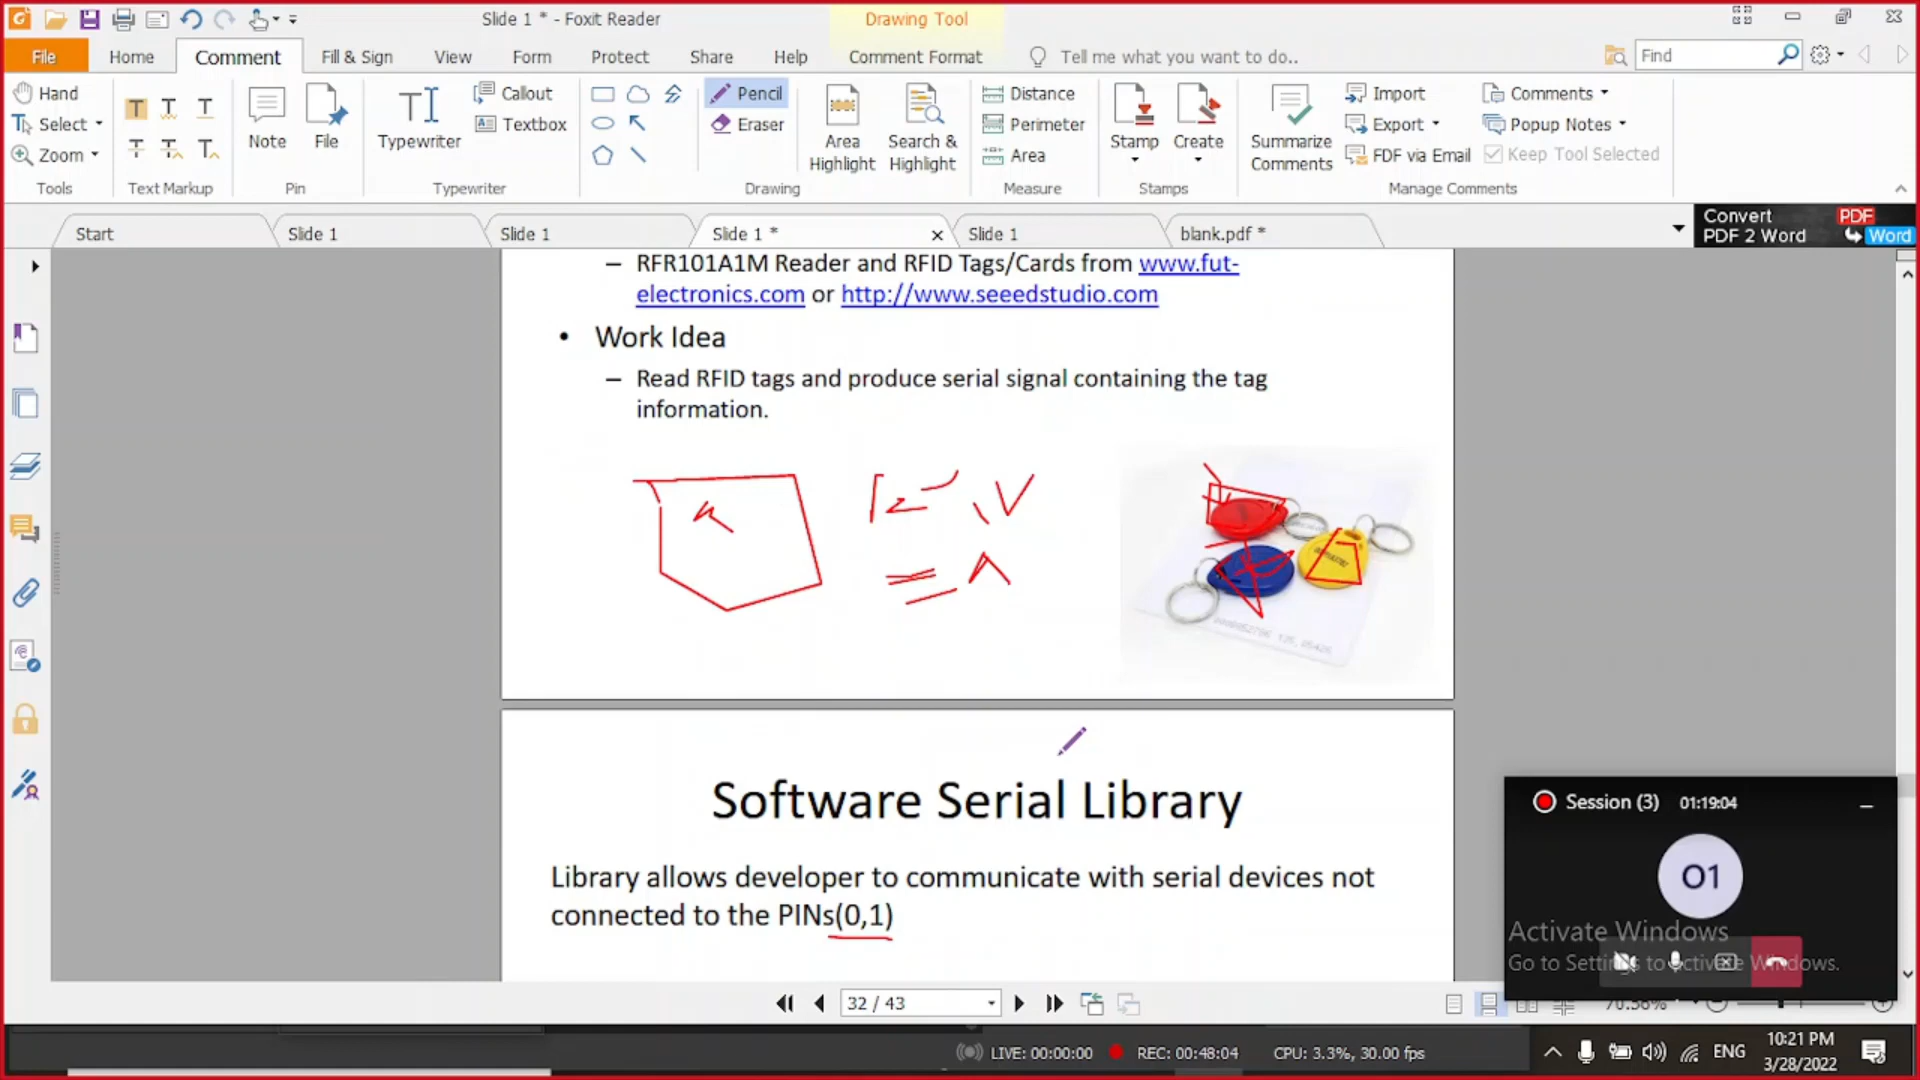 Slide 1 * - Foxit Reader
Drawing Tool
File
Home
Comment
Fill & Sign
View
Form
Protect
Share
Help
Comment Format
Tell me what you want to do..
Find
Hand
Select
Zoom
Tools
Text Markup
Note
File
Pin
Typewriter
Callout
Textbox
Typewriter
Pencil
Eraser
Drawing
Area
Highlight
Search &
Highlight
Distance
Perimeter
Area
Measure
Stamp
Create
Stamps
Summarize
Comments
Import
Export
FDF via Email
Comments
Popup Notes
Keep Tool Selected
Manage Comments
Start
Slide 1
Slide 1
Slide 1 *
Slide 1
blank.pdf *
Convert PDF
PDF 2 Word Word
– RFR101A1M Reader and RFID Tags/Cards from www.fut-
electronics.com or http://www.seeedstudio.com
• Work Idea
– Read RFID tags and produce serial signal containing the tag
information.
Software Serial Library
Library allows developer to communicate with serial devices not
connected to the PINs(0,1)
Session (3) 01:19:04
O1
Activate Windows
Go to Settings to activate Windows.
32 / 43
70.56%
LIVE: 00:00:00
REC: 00:48:04
CPU: 3.3%, 30.00 fps
ENG
10:21 PM
3/28/2022